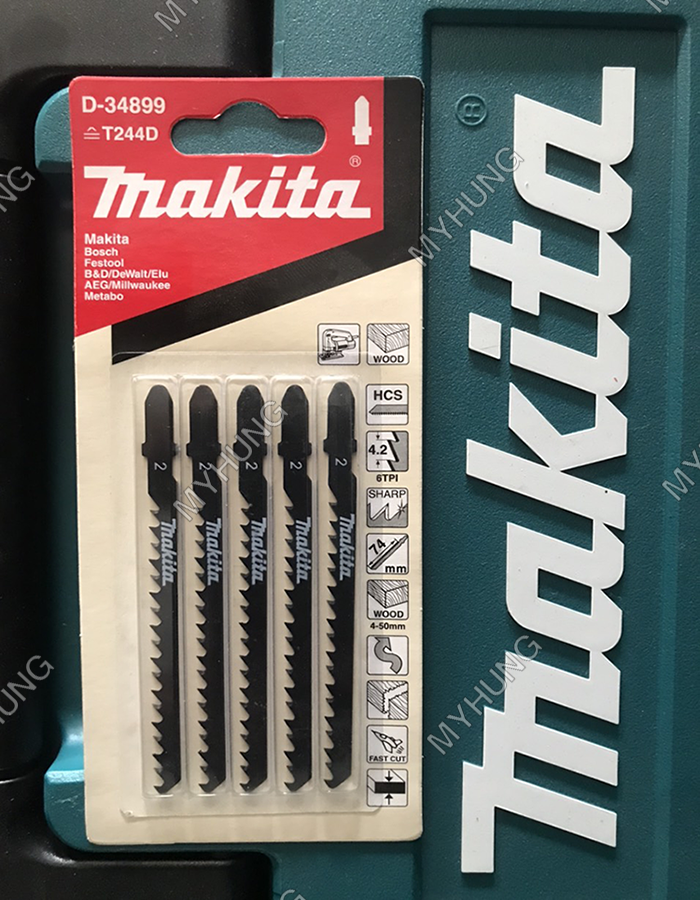 D-34899
≙T244D
makita®
Makita
Bosch
Festool
B&D/DeWalt/Elu
AEG/Millwaukee
Metabo
WOOD
HCS
4.2
6TPI
SHARP
74
mm
WOOD
4-50mm
FAST CUT
2
makita
2
makita
2
makita
2
makita
2
makita
makita®
MYHUNG
MYHUNG
MYHUNG
MYHUNG
MYHUNG